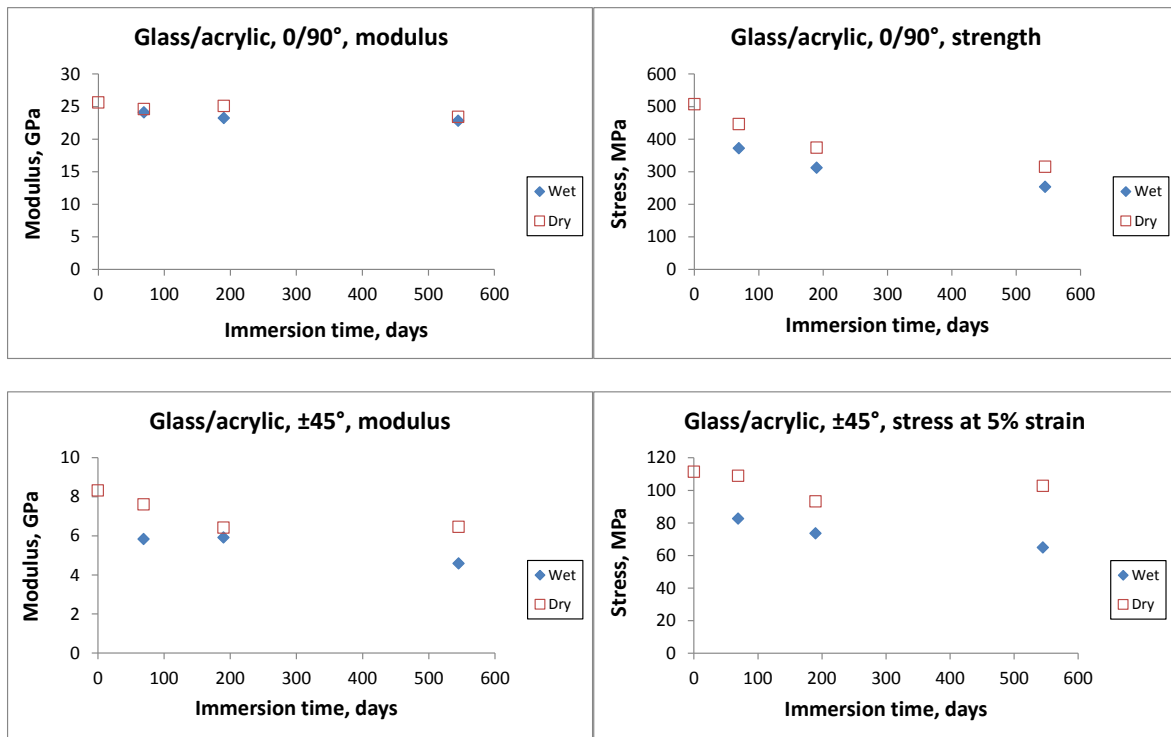 Glass/acrylic, 0/90°, modulus
Modulus, GPa
30
25
20
15
10
5
0
0 100 200 300 400 500 600
Immersion time, days
Wet
Dry
Glass/acrylic, 0/90°, strength
Stress, MPa
600
500
400
300
200
100
0
0 100 200 300 400 500 600
Immersion time, days
Wet
Dry
Glass/acrylic, ±45°, modulus
Modulus, GPa
10
8
6
4
2
0
0 100 200 300 400 500 600
Immersion time, days
Wet
Dry
Glass/acrylic, ±45°, stress at 5% strain
Stress, MPa
120
100
80
60
40
20
0
0 100 200 300 400 500 600
Immersion time, days
Wet
Dry